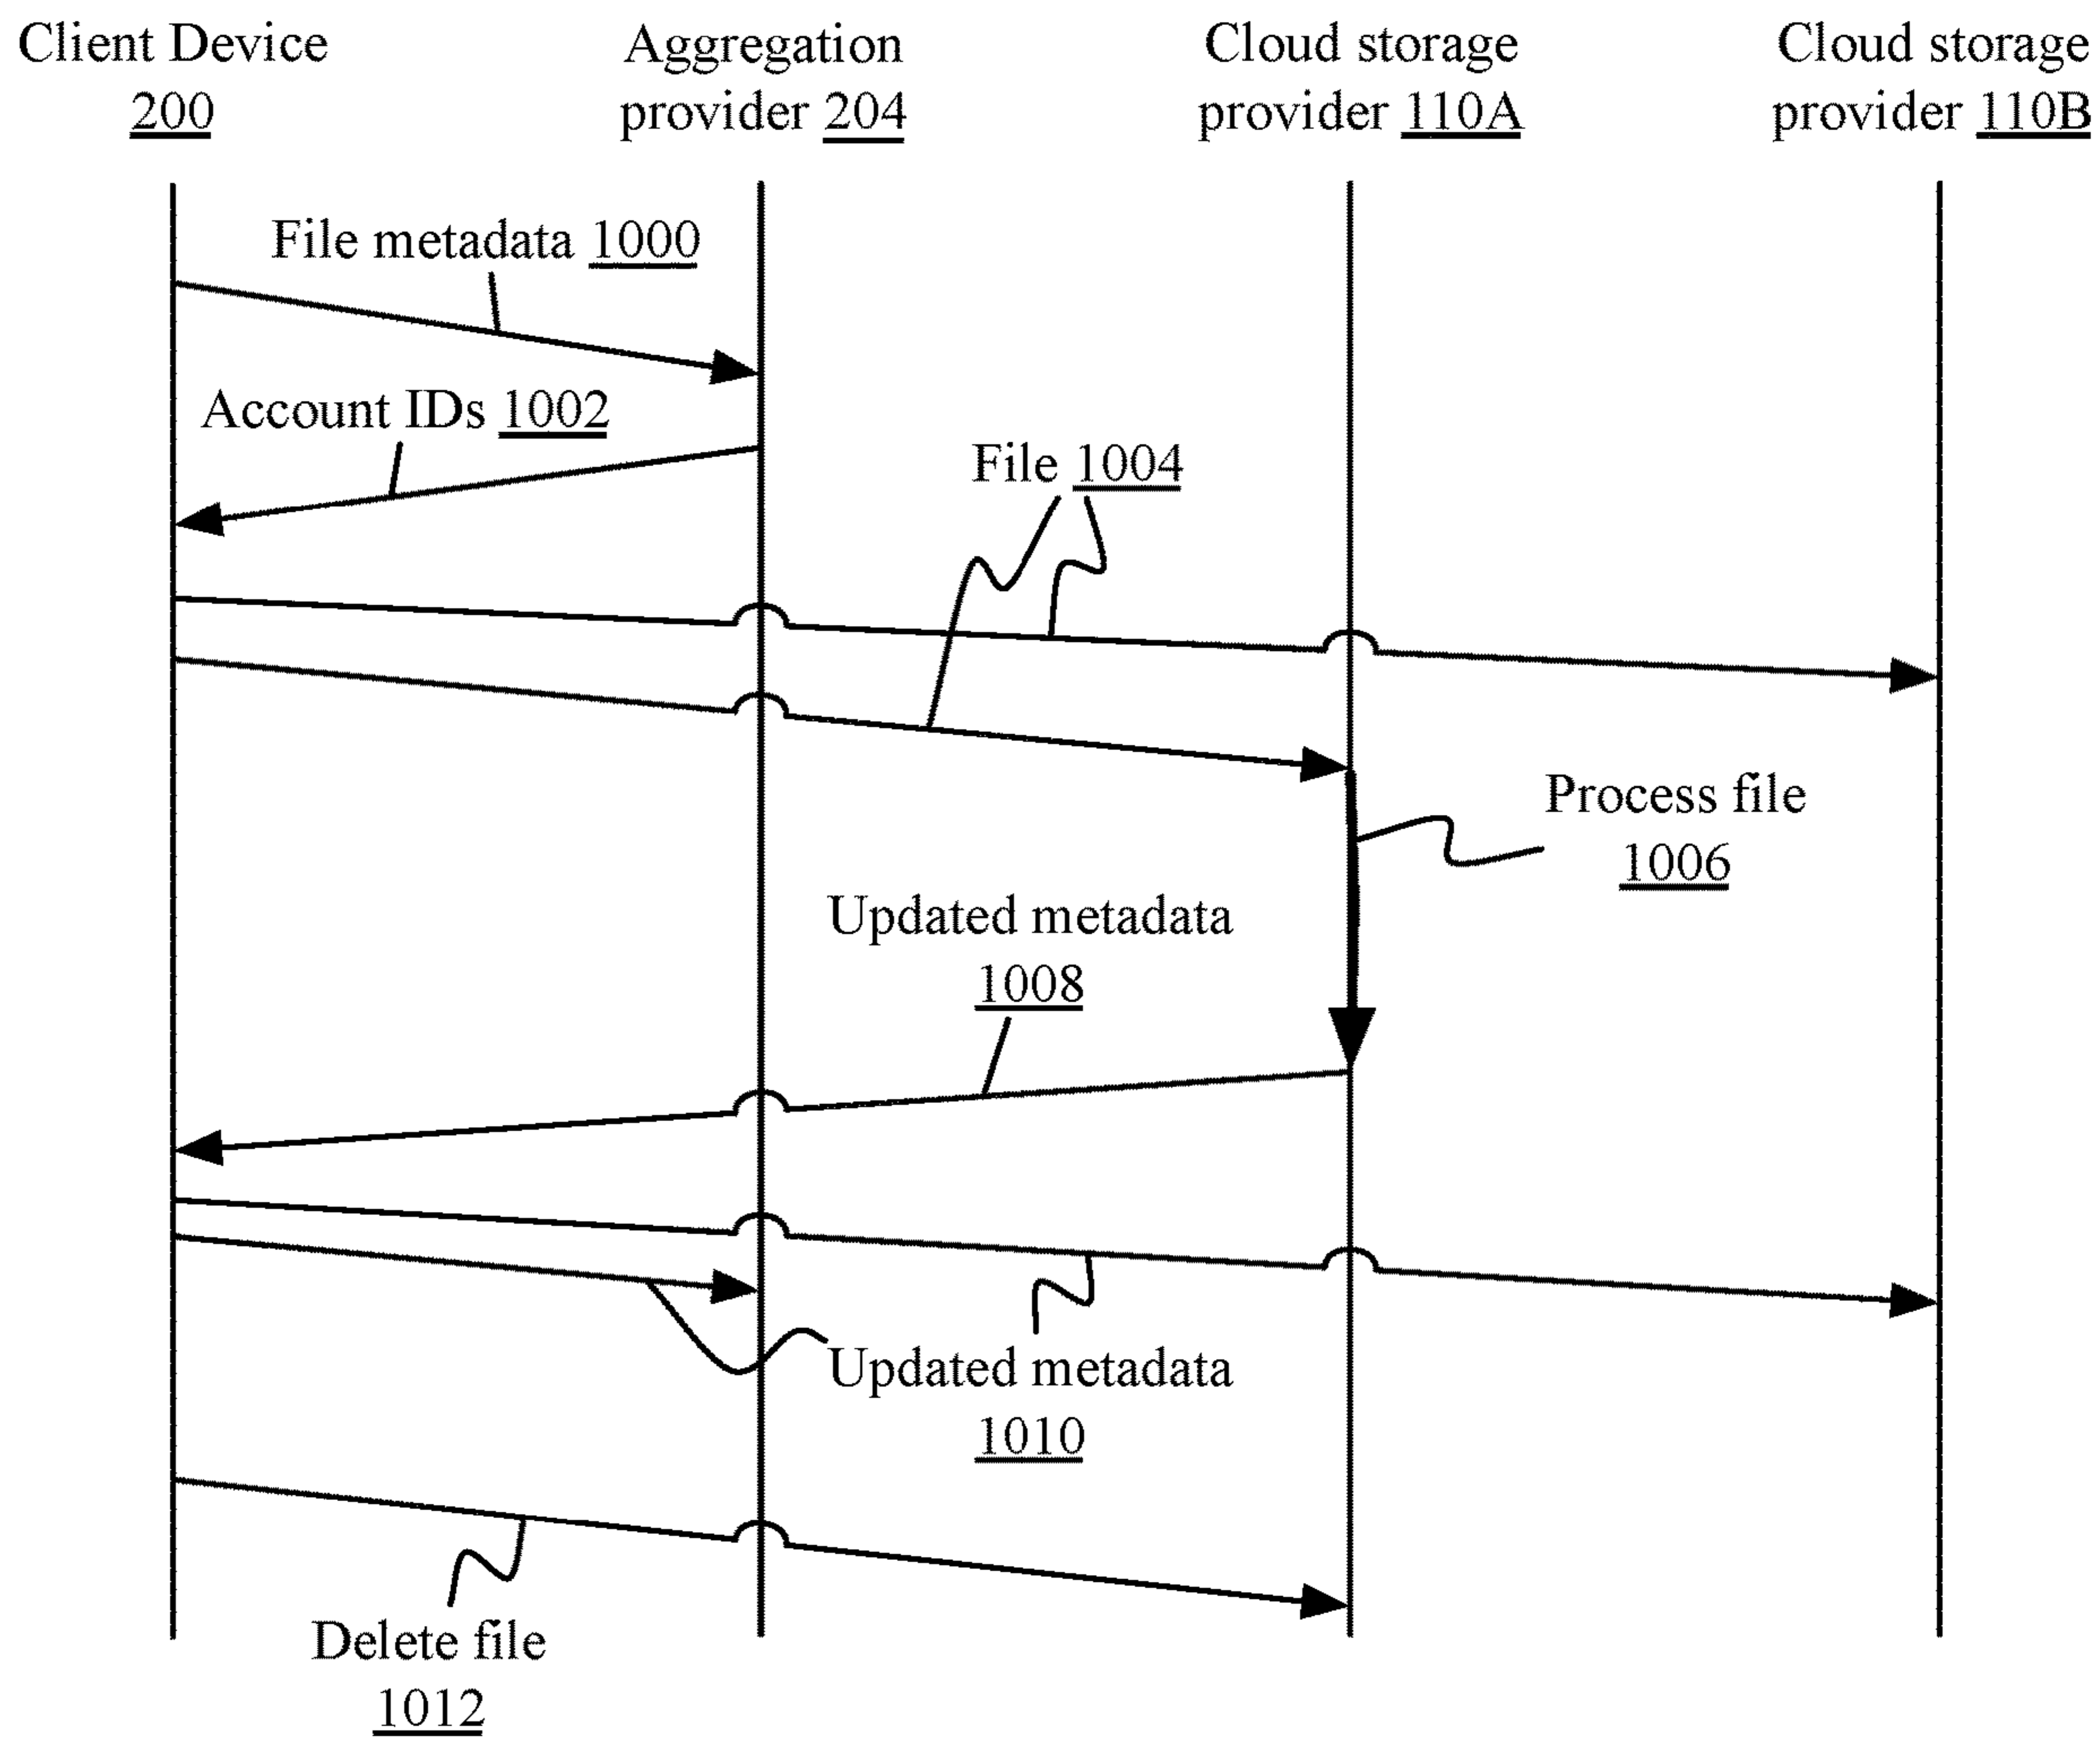 Client Device
200
Aggregation
provider 204
Cloud storage
provider 110A
Cloud storage
provider 110B
File metadata 1000
Account IDs 1002
File 1004
Process file
1006
Updated metadata
1008
Updated metadata
1010
Delete file
1012